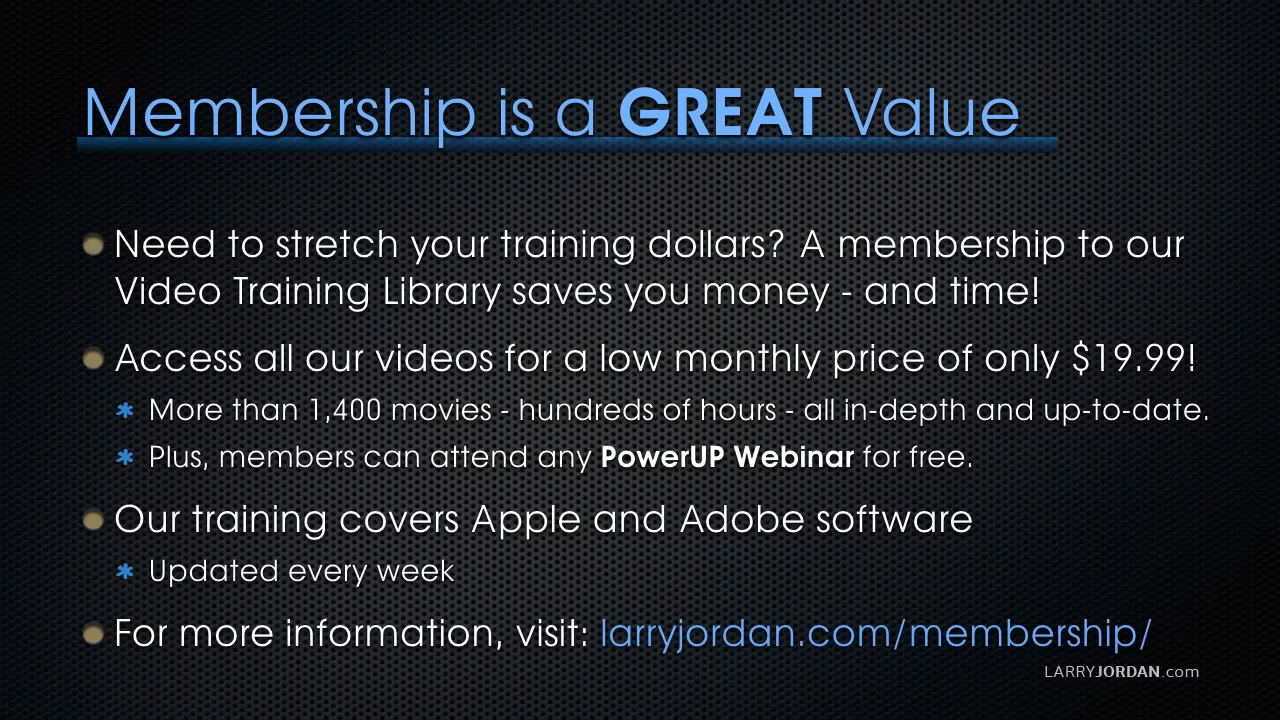 Membership is a GREAT Value
Need to stretch your training dollars? A membership to our
Video Training Library saves you money - and time!
Access all our videos for a low monthly price of only $19.99!
More than 1,400 movies - hundreds of hours - all in-depth and up-to-date.
Plus, members can attend any PowerUP Webinar for free.
Our training covers Apple and Adobe software
Updated every week
For more information, visit: larryjordan.com/membership/
LARRYJORDAN.com